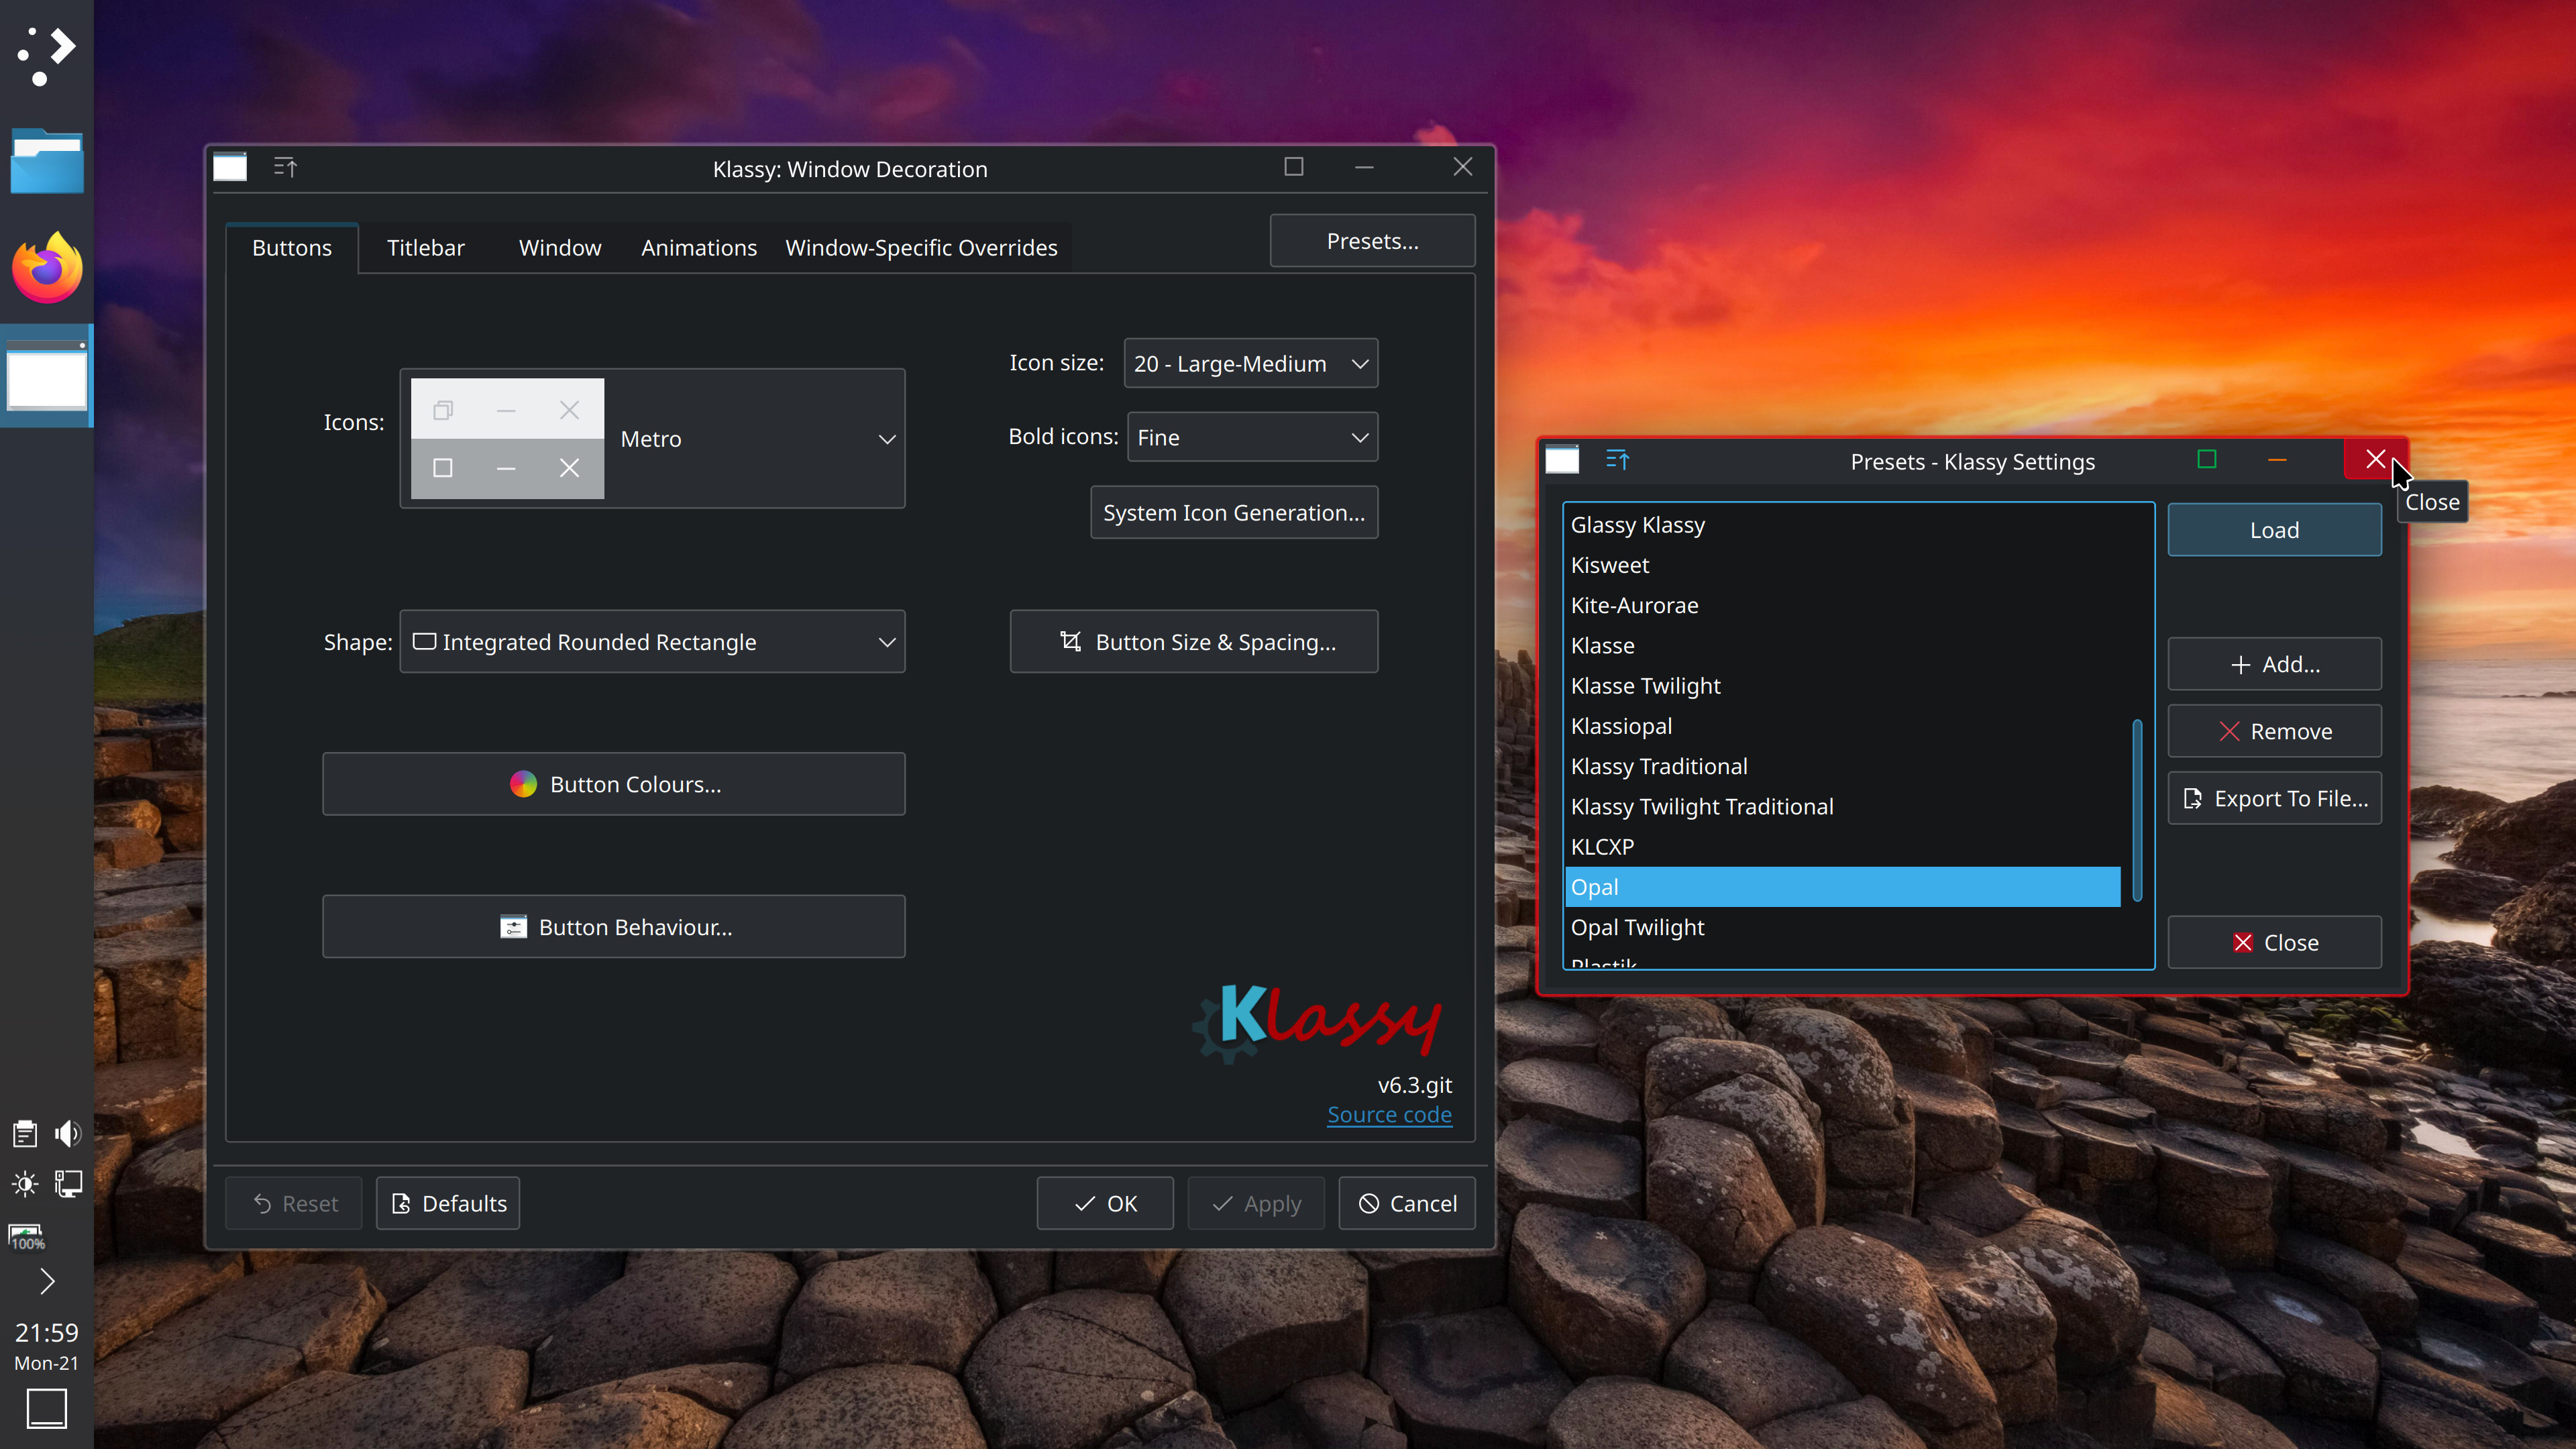 Klassy: Window Decoration
Buttons
Titlebar
Window
Animations
Window-Specific Overrides
Presets...
Icons:
Metro
Icon size:
20 - Large-Medium
Bold icons:
Fine
System Icon Generation...
Shape:
Integrated Rounded Rectangle
Button Size & Spacing...
Button Colours...
Button Behaviour...
Klassy
v6.3.git
Source code
Reset
Defaults
OK
Apply
Cancel
Presets - Klassy Settings
Close
Glassy Klassy
Kisweet
Kite-Aurorae
Klasse
Klasse Twilight
Klassiopal
Klassy Traditional
Klassy Twilight Traditional
KLCXP
Opal
Opal Twilight
Plastik
Load
Add...
Remove
Export To File...
Close
100%
21:59
Mon-21